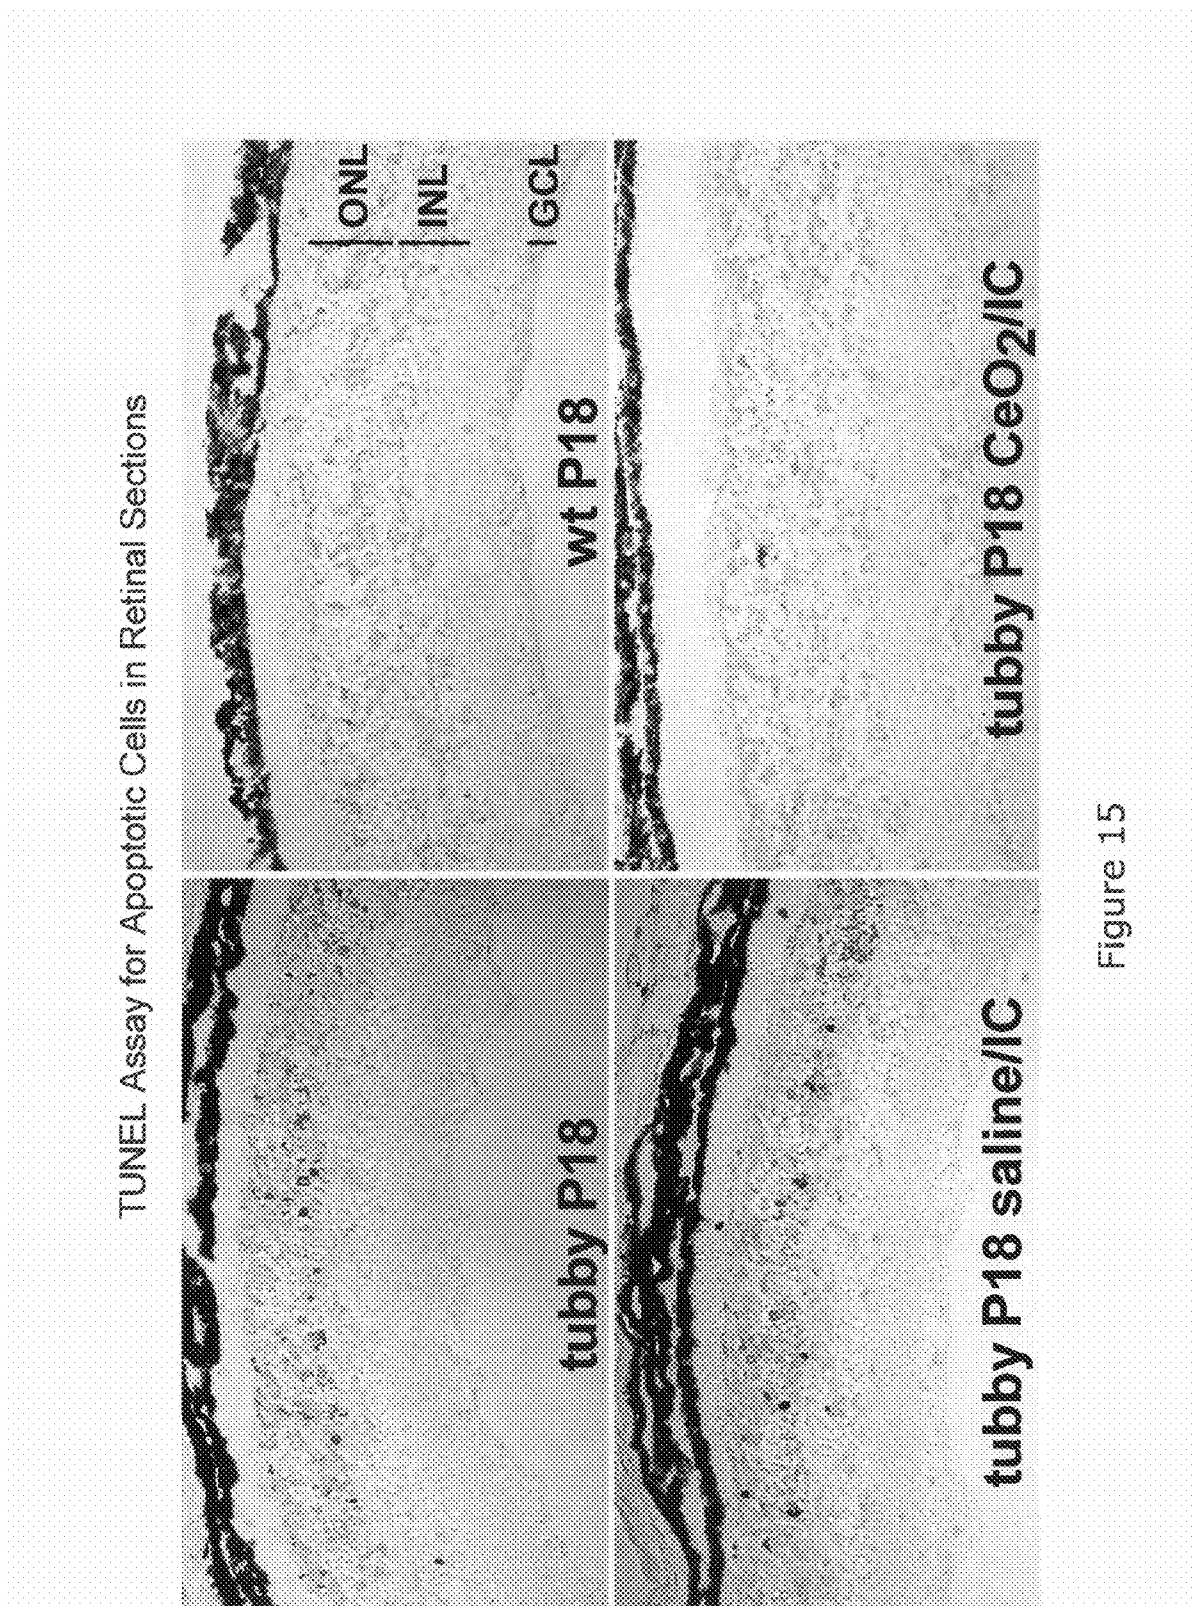 TUNEL Assay for Apoptotic Cells in Retinal Sections
tubby P18
wt P18
ONL
INL
GCL
tubby P18 saline/IC
tubby P18 CeO2/IC
Figure 15